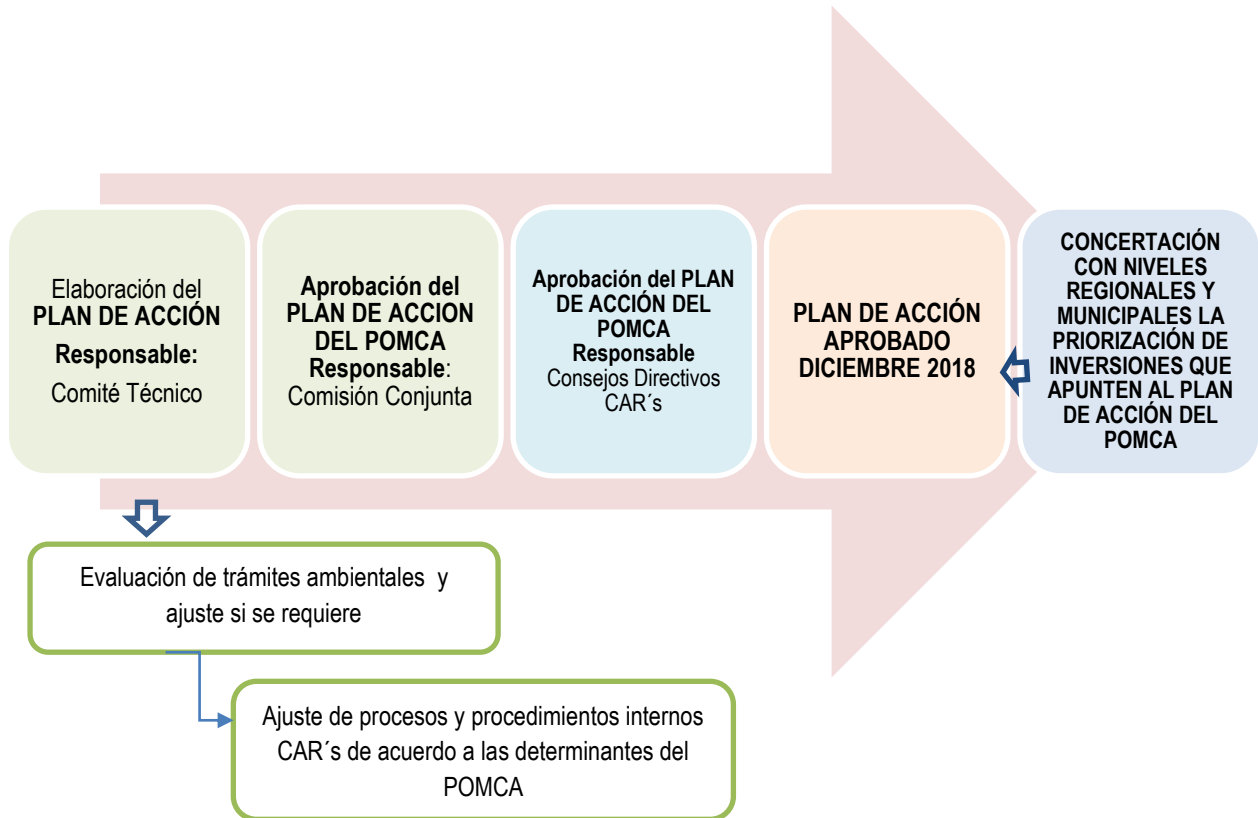 Elaboración del
PLAN DE ACCIÓN
Responsable:
Comité Técnico
Aprobación del
PLAN DE ACCION
DEL POMCA
Responsable:
Comisión Conjunta
Aprobación del PLAN
DE ACCIÓN DEL
POMCA
Responsable
Consejos Directivos
CAR´s
PLAN DE ACCIÓN
APROBADO
DICIEMBRE 2018
CONCERTACIÓN
CON NIVELES
REGIONALES Y
MUNICIPALES LA
PRIORIZACIÓN DE
INVERSIONES QUE
APUNTEN AL PLAN
DE ACCIÓN DEL
POMCA
Evaluación de trámites ambientales y
ajuste si se requiere
Ajuste de procesos y procedimientos internos
CAR´s de acuerdo a las determinantes del
POMCA